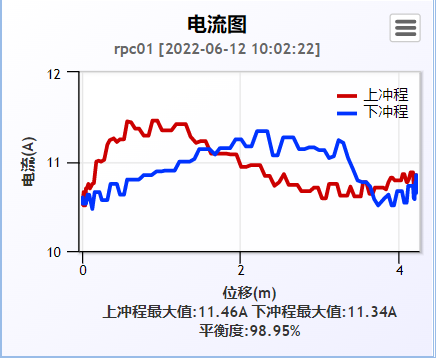 电流图
rpc01 [2022-06-12 10:02:22]
12
上冲程
下冲程
电流(A)
11
10
0 2 4
位移(m)
上冲程最大值:11.46A 下冲程最大值:11.34A
平衡度:98.95%